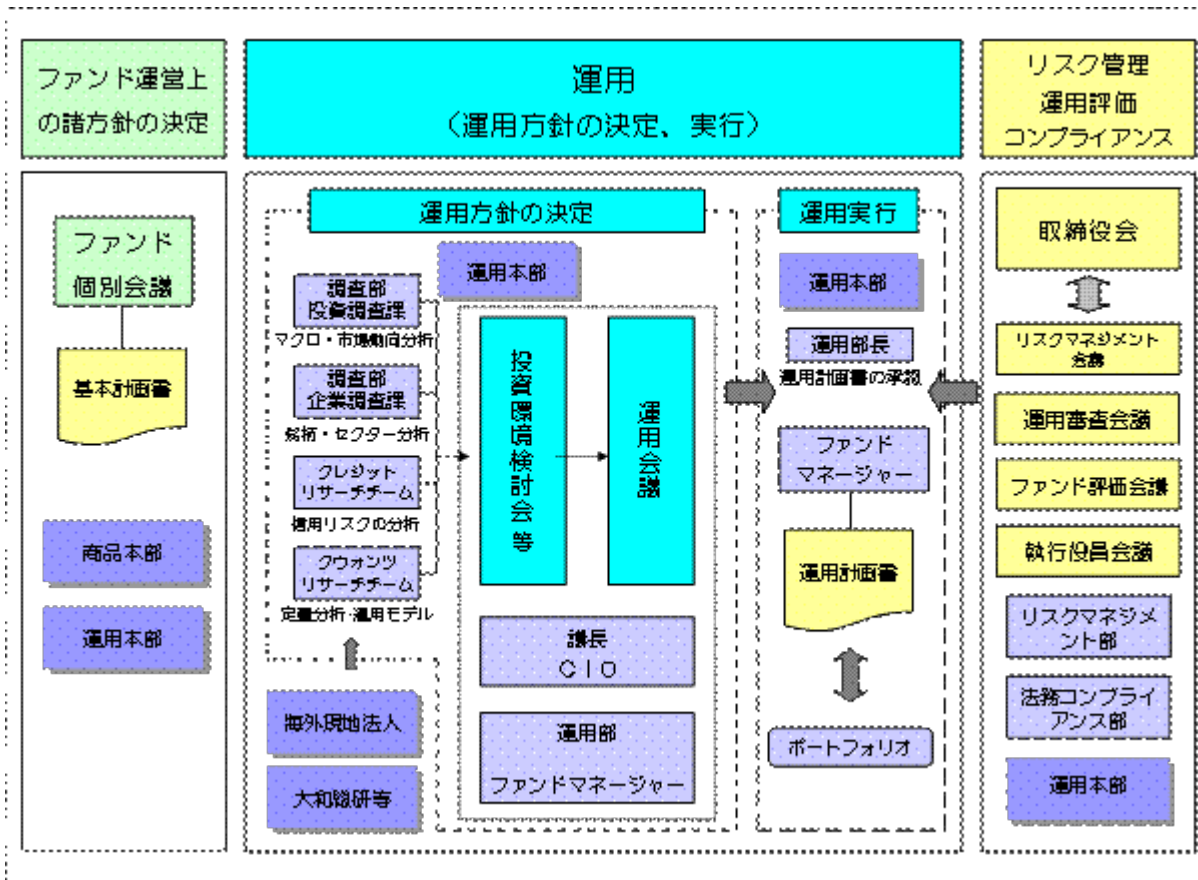 ファンド運営上
の諸方針の決定
運用
（運用方針の決定、実行）
リスク管理
運用評価
コンプライアンス
ファンド
個別会議
基本計画書
商品本部
運用本部
運用方針の決定
運用本部
調査部
投資調査課
マクロ・市場動向分析
調査部
企業調査課
銘柄・セクター分析
クレジット
リサーチチーム
信用リスクの分析
クウォンツ
リサーチチーム
定量分析・運用モデル
海外現地法人
大和総研等
投資環境検討会等
運用会議
議長
ＣＩＯ
運用部
ファンドマネージャー
運用実行
運用本部
運用部長
運用計画書の承認
ファンド
マネージャー
運用計画書
ポートフォリオ
取締役会
リスクマネジメント
会議
運用審査会議
ファンド評価会議
執行役員会議
リスクマネジメ
ント部
法務コンプライ
アンス部
運用本部